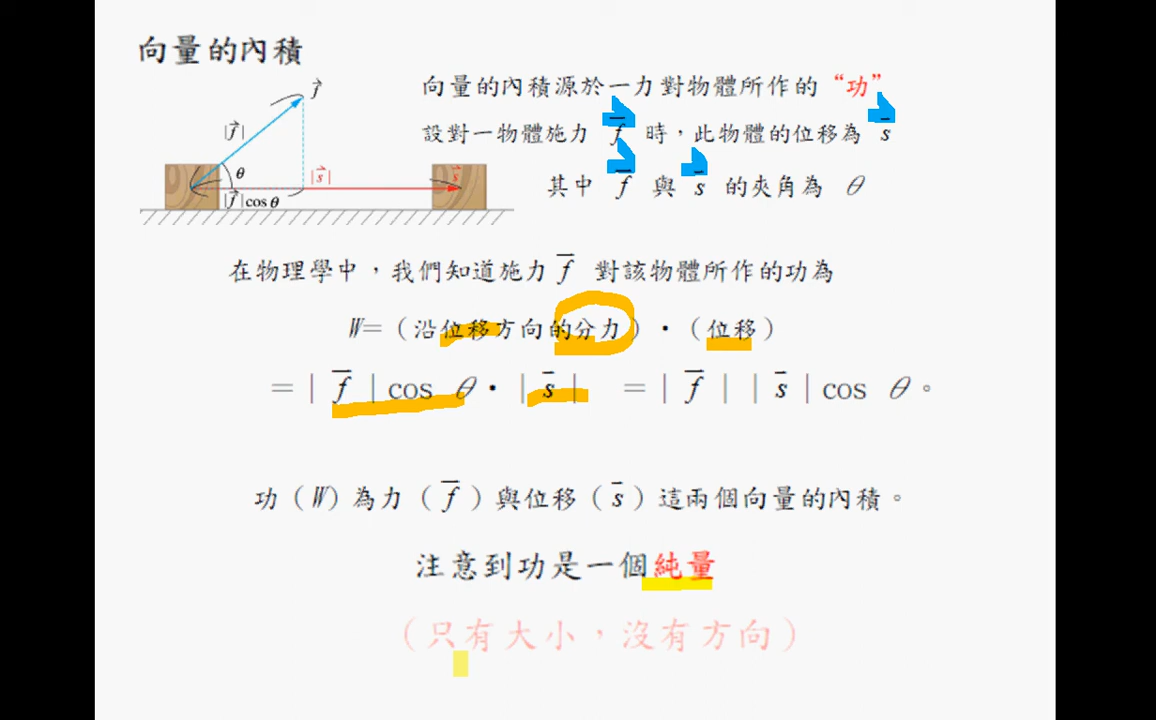 向量的內積
f
|f|
θ
|s|
s
|f|cosθ
向量的內積源於一力對物體所作的“功”
設對一物體施力 f 時，此物體的位移為 s
其中 f 與 s 的夾角為 θ
在物理學中，我們知道施力 f 對該物體所作的功為
W=（沿位移方向的分力）·（位移）
=| f |cos θ·| s | =| f || s |cos θ。
功（W）為力（f）與位移（s）這兩個向量的內積。
注意到功是一個純量
（只有大小，沒有方向）